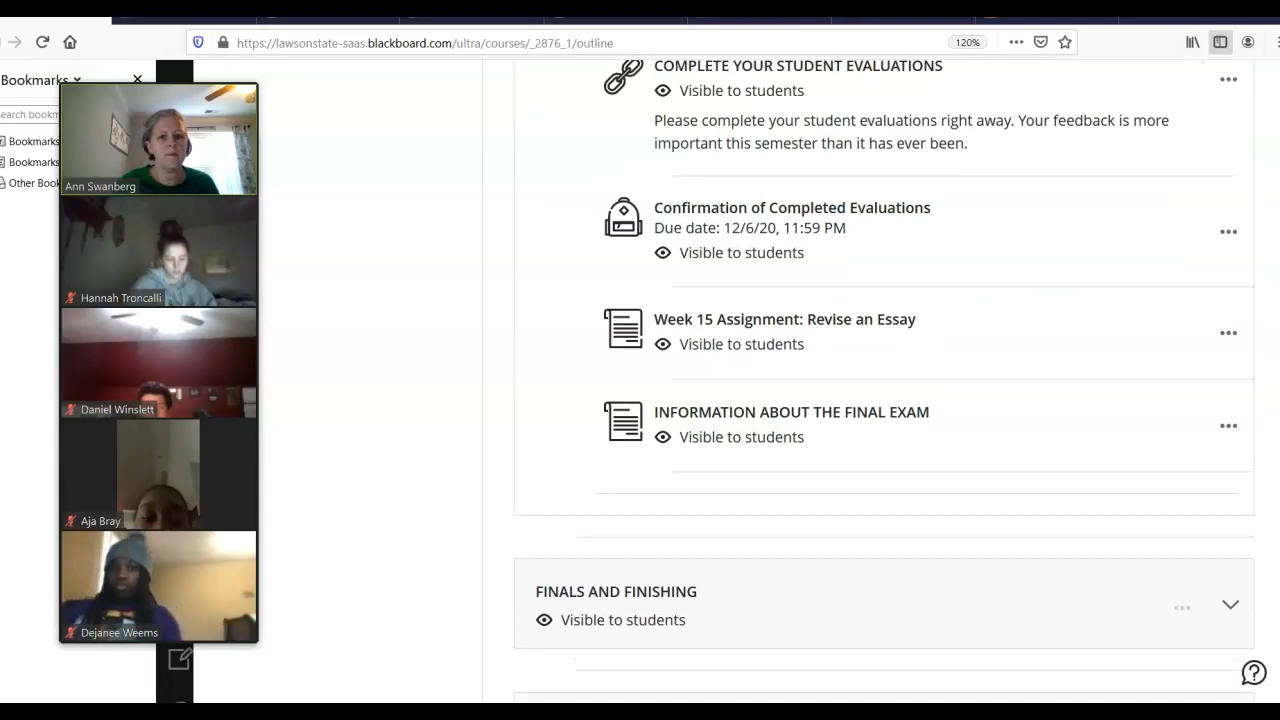 https://lawsonstate-saas.blackboard.com/ultra/courses/_2876_1/outline
120%
Bookmarks
Bookmarks
Bookmarks
Other
Ann Swanberg
Hannah Troncalli
Daniel Winslett
Aja Bray
Dejanee Weems
COMPLETE YOUR STUDENT EVALUATIONS
Visible to students
Please complete your student evaluations right away. Your feedback is more
important this semester than it has ever been.
Confirmation of Completed Evaluations
Due date: 12/6/20, 11:59 PM
Visible to students
Week 15 Assignment: Revise an Essay
Visible to students
INFORMATION ABOUT THE FINAL EXAM
Visible to students
FINALS AND FINISHING
Visible to students